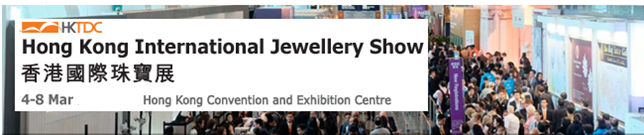 HKTDC
Hong Kong International Jewellery Show
香港國際珠寶展
4-8 Mar Hong Kong Convention and Exhibition Centre